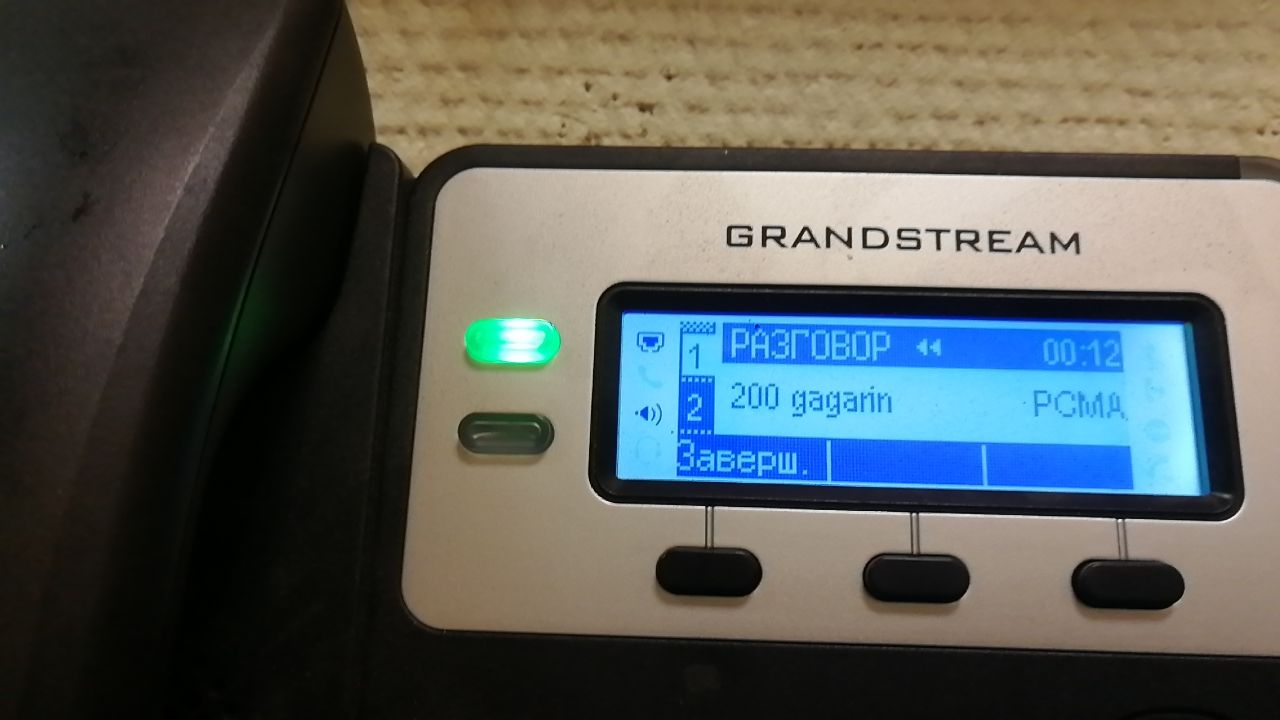 GRANDSTREAM
1 РАЗГОВОР 00:12
2 200 gagarin PCMA
Заверш.